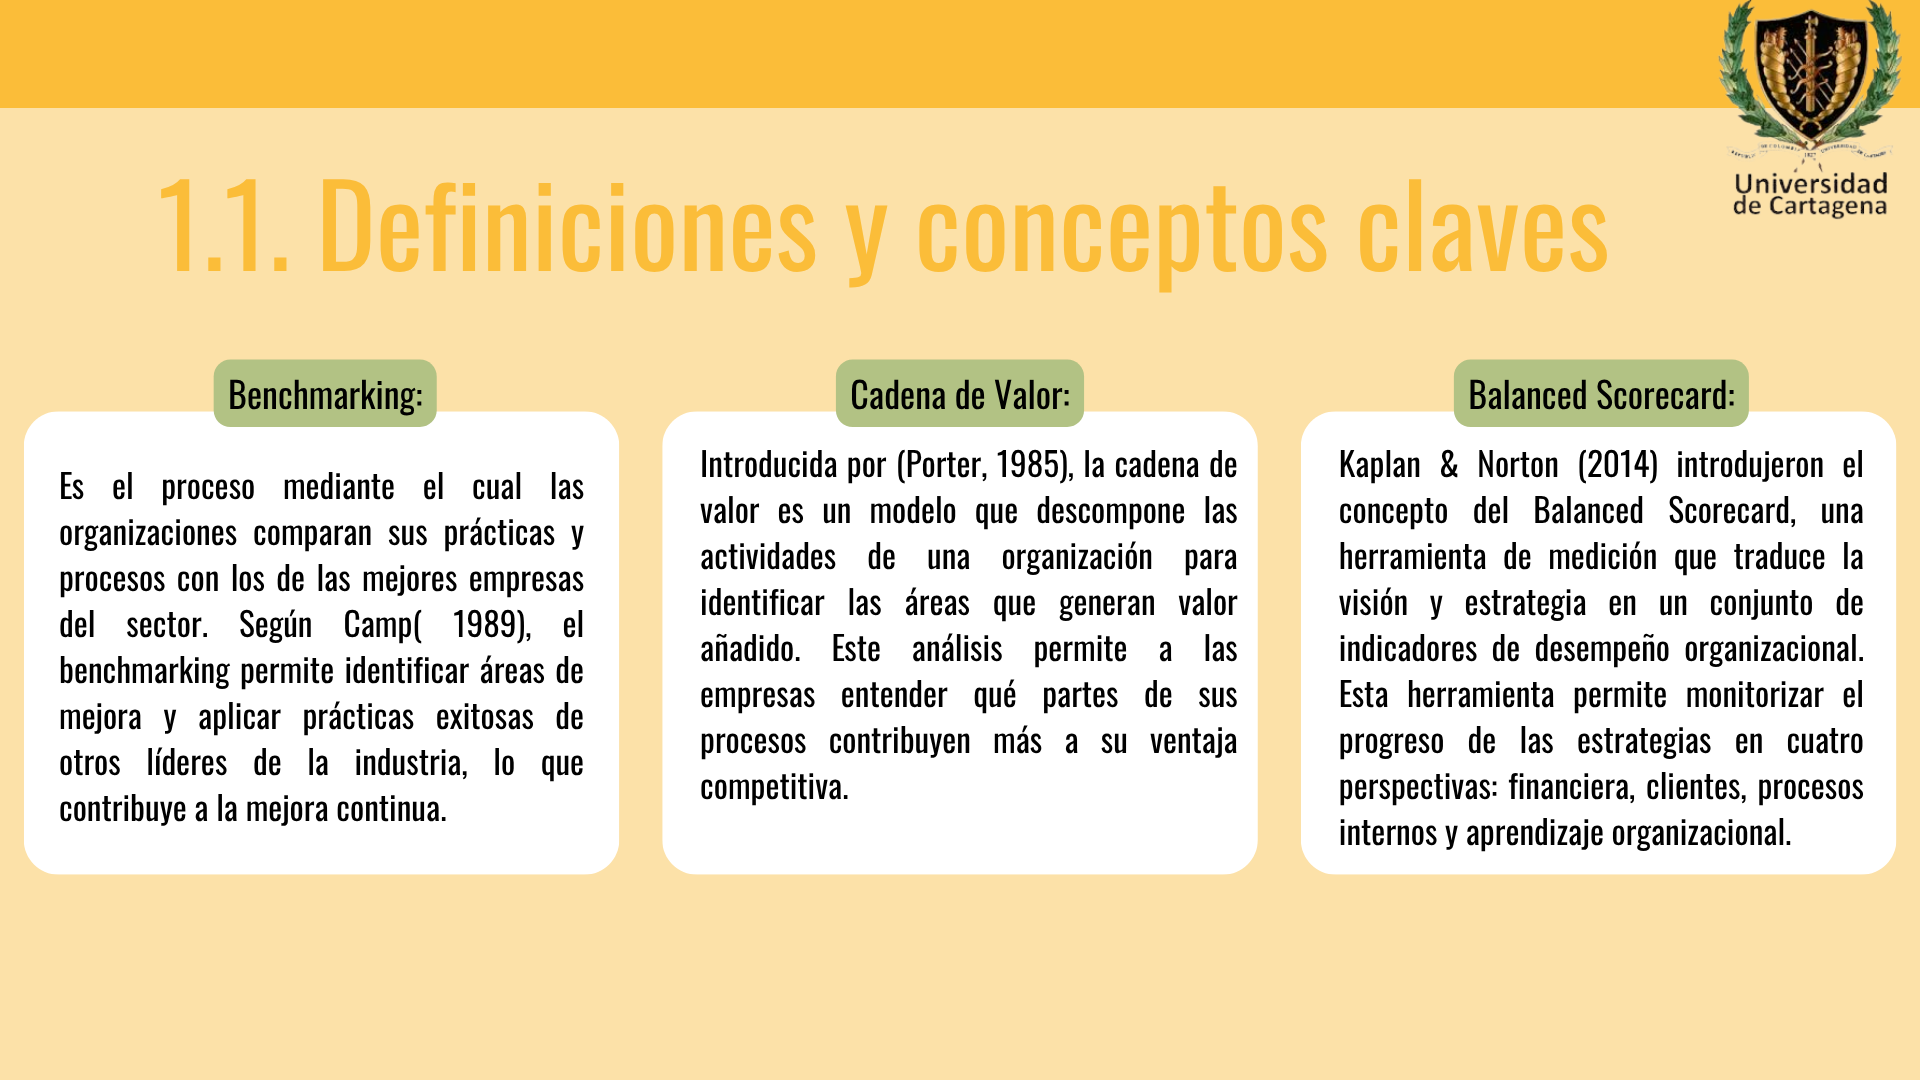 Universidad
de Cartagena
1.1. Definiciones y conceptos claves
Benchmarking:
Es el proceso mediante el cual las
organizaciones comparan sus prácticas y
procesos con los de las mejores empresas
del sector. Según Camp( 1989), el
benchmarking permite identificar áreas de
mejora y aplicar prácticas exitosas de
otros líderes de la industria, lo que
contribuye a la mejora continua.
Cadena de Valor:
Introducida por (Porter, 1985), la cadena de
valor es un modelo que descompone las
actividades de una organización para
identificar las áreas que generan valor
añadido. Este análisis permite a las
empresas entender qué partes de sus
procesos contribuyen más a su ventaja
competitiva.
Balanced Scorecard:
Kaplan & Norton (2014) introdujeron el
concepto del Balanced Scorecard, una
herramienta de medición que traduce la
visión y estrategia en un conjunto de
indicadores de desempeño organizacional.
Esta herramienta permite monitorizar el
progreso de las estrategias en cuatro
perspectivas: financiera, clientes, procesos
internos y aprendizaje organizacional.